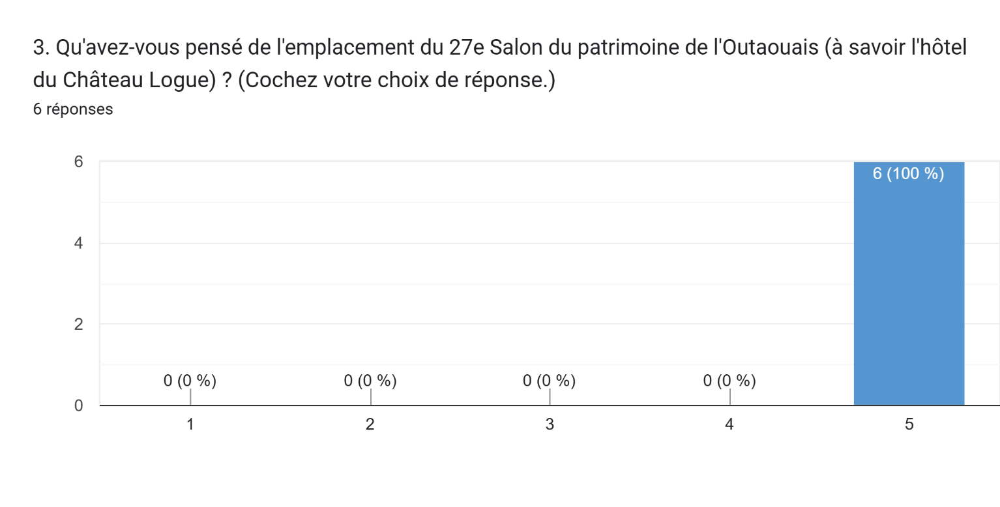 3. Qu'avez-vous pensé de l'emplacement du 27e Salon du patrimoine de l'Outaouais (à savoir l'hôtel
du Château Logue) ? (Cochez votre choix de réponse.)
6 réponses
6
6 (100 %)
4
2
0 (0 %) 0 (0 %) 0 (0 %) 0 (0 %)
0
1 2 3 4 5